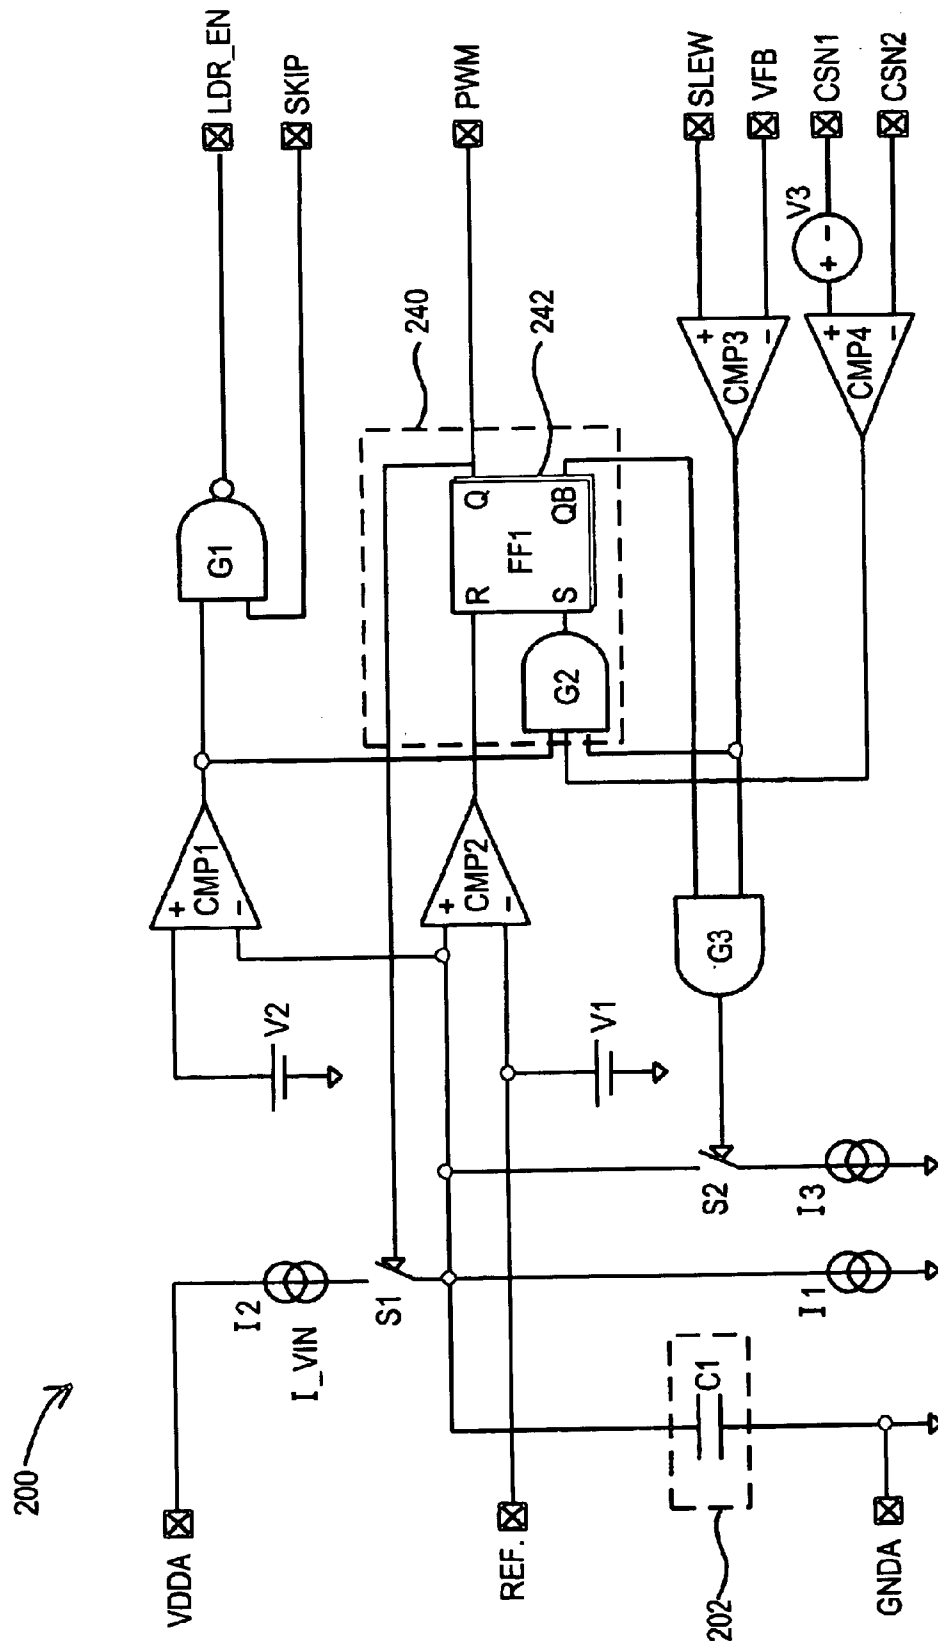 200
VDDA
I2
I_VIN
S1
REF.
202
C1
GNDA
I1
I3
S2
V2
V1
+
CMP1
-
+
CMP2
-
G3
G1
LDR_EN
SKIP
240
PWM
242
R
Q
FF1
S
QB
G2
SLEW
VFB
+
CMP3
-
V3
+ -
CSN1
CSN2
+
CMP4
-